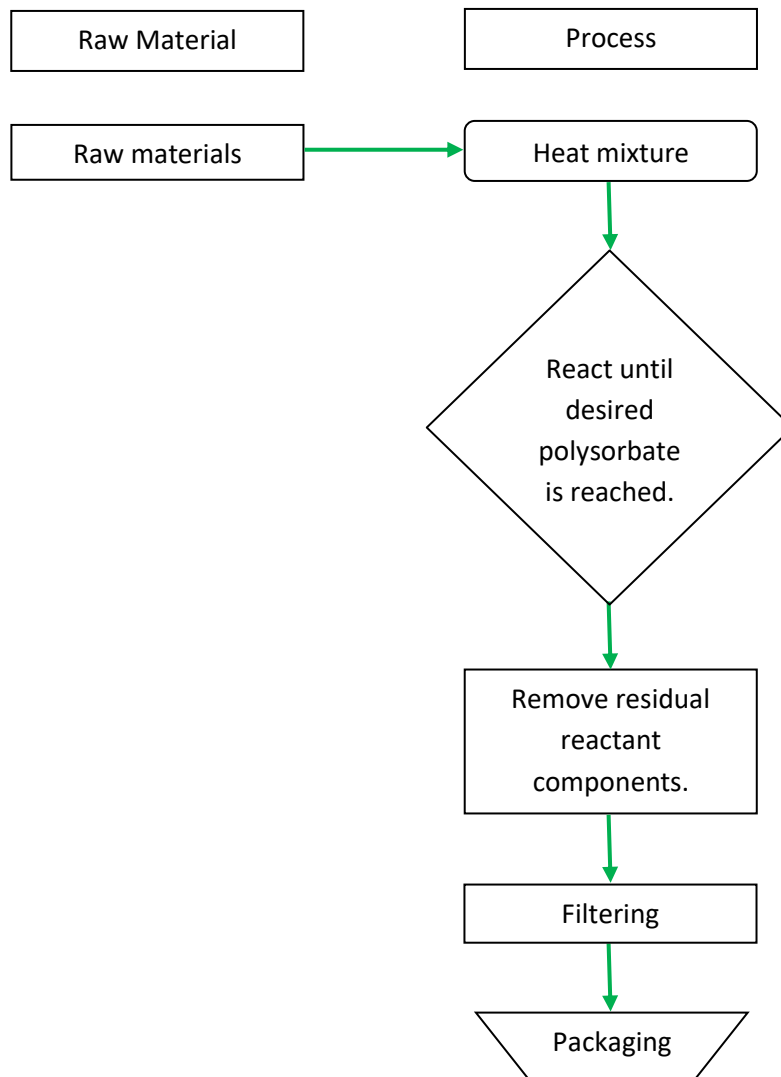 Raw Material
Process
Raw materials
Heat mixture
React until
desired
polysorbate
is reached.
Remove residual
reactant
components.
Filtering
Packaging